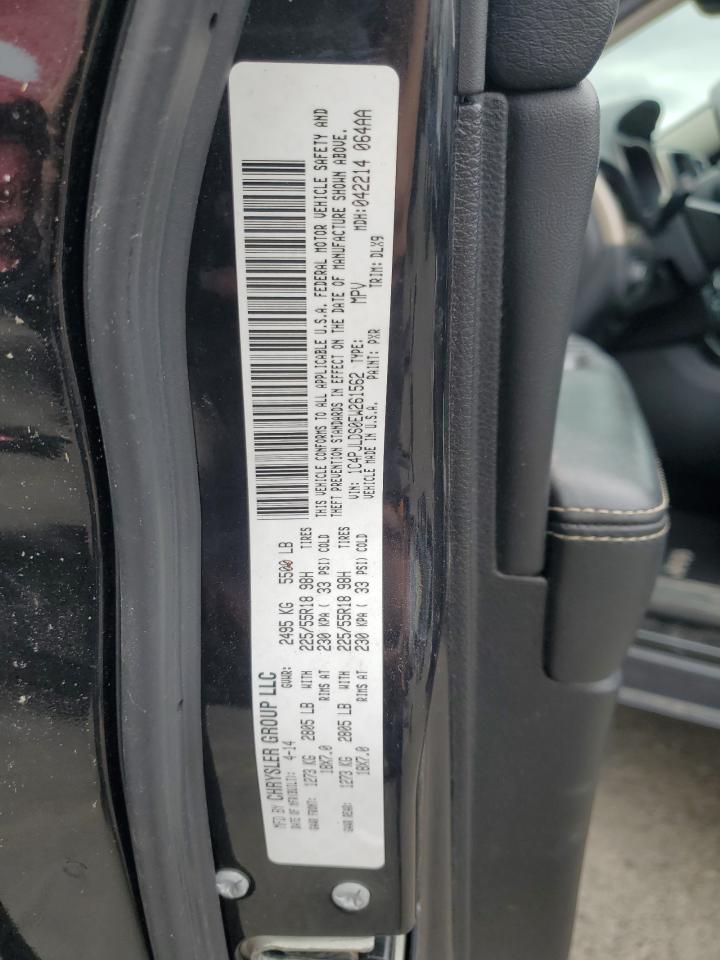 MFD BY CHRYSLER GROUP LLC
DATE OF MFR: 4-14 GVWR: 2495 KG 5500 LB
GAWR FRONT: 1273 KG 2805 LB WITH 225/55R18 98H TIRES
18X7.0 RIMS AT 230 KPA ( 33 PSI) COLD
GAWR REAR: 1273 KG 2805 LB WITH 225/55R18 98H TIRES
18X7.0 RIMS AT 230 KPA ( 33 PSI) COLD
THIS VEHICLE CONFORMS TO ALL APPLICABLE U.S.A. FEDERAL MOTOR VEHICLE SAFETY AND
THEFT PREVENTION STANDARDS IN EFFECT ON THE DATE OF MANUFACTURE SHOWN ABOVE.
VIN: 1C4PJLDS0EW261562 TYPE: MPV MDH:042214 064AA
VEHICLE MADE IN U.S.A. PAINT: PXR TRIM: DLX9